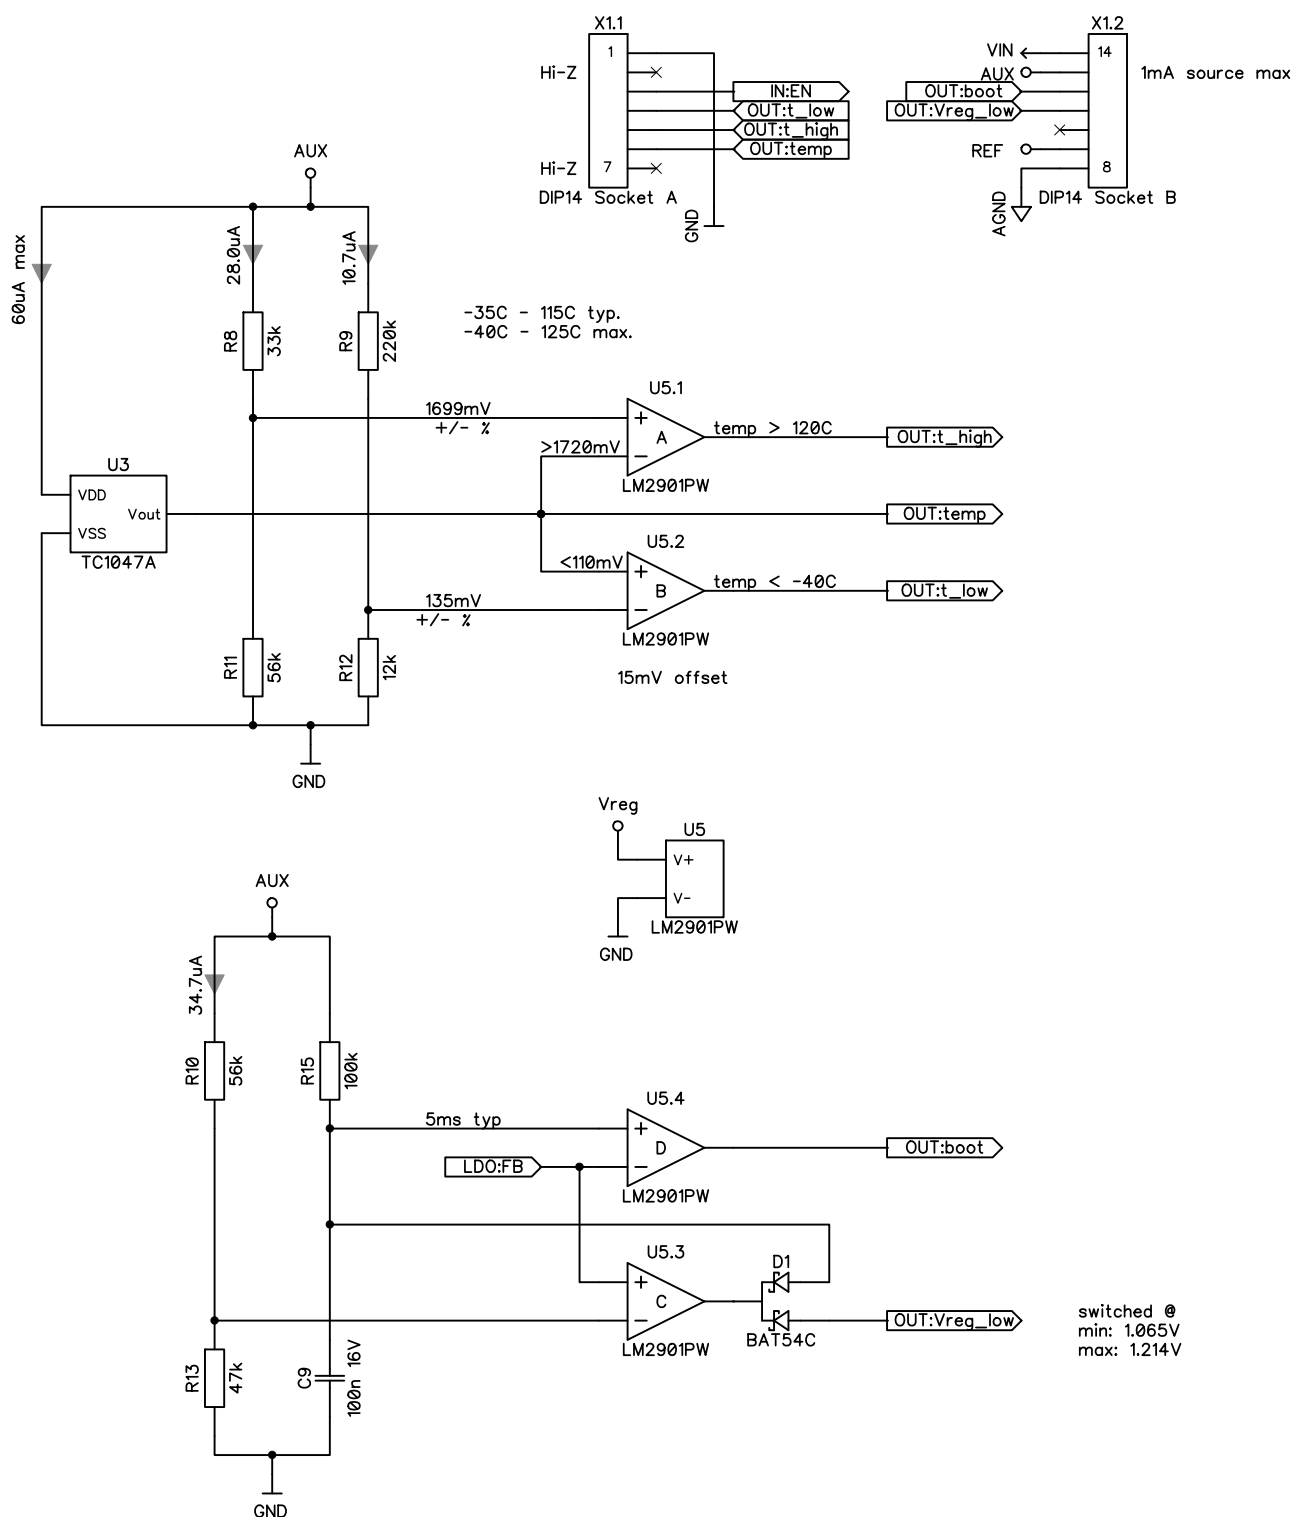 X1.1
1
Hi-Z
IN:EN
OUT:t_low
OUT:t_high
OUT:temp
Hi-Z
7
DIP14 Socket A
GND
X1.2
VIN
14
AUX
1mA source max
OUT:boot
OUT:Vreg_low
REF
8
AGND
DIP14 Socket B
AUX
60uA max
28.0uA
10.7uA
R8
33k
R9
220k
-35C - 115C typ.
-40C - 125C max.
U5.1
1699mV
+/- %
+
A
temp > 120C
OUT:t_high
>1720mV
-
LM2901PW
U3
VDD
Vout
VSS
TC1047A
OUT:temp
U5.2
<110mV
+
B
temp < -40C
OUT:t_low
135mV
+/- %
-
LM2901PW
R11
56k
R12
12k
15mV offset
GND
Vreg
U5
V+
V-
LM2901PW
GND
AUX
34.7uA
R10
56k
R15
100k
U5.4
5ms typ
+
D
OUT:boot
LDO:FB
-
LM2901PW
U5.3
D1
+
C
-
OUT:Vreg_low
LM2901PW
BAT54C
switched @
min: 1.065V
max: 1.214V
R13
47k
C9
100n 16V
GND